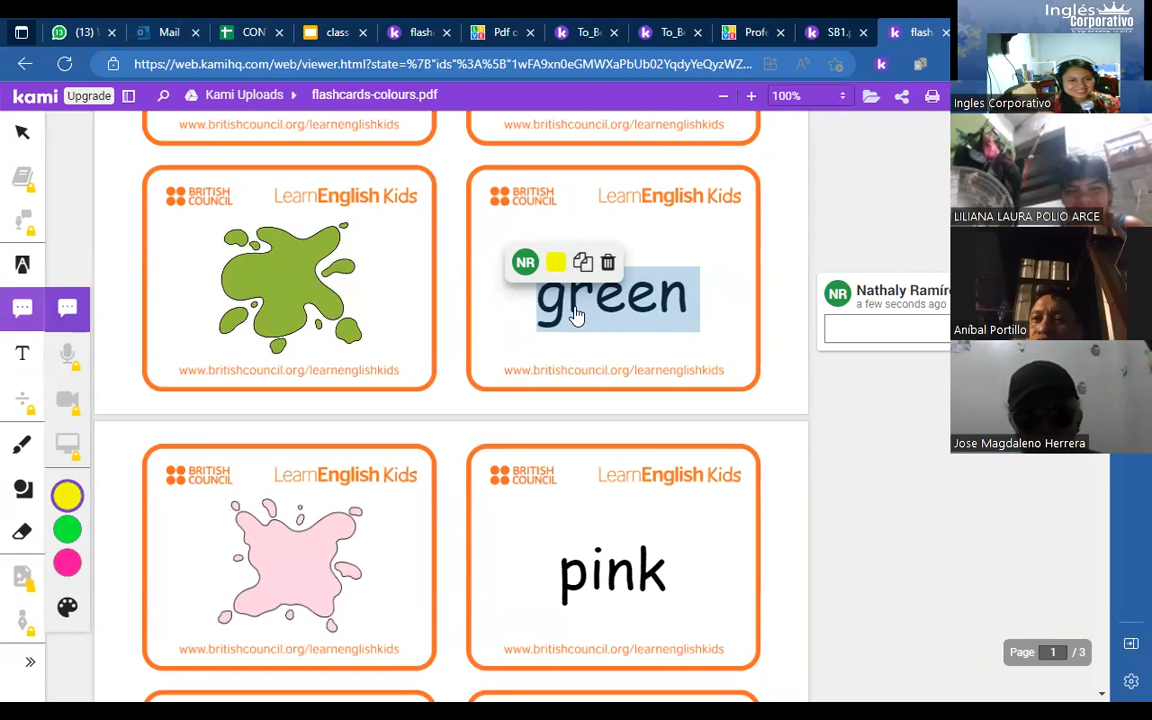 (13) \
Mail
CON
class
flash
Pdf o
To_Be
To_Be
Profe
SB1.p
flash
Inglés
Corporativo
https://web.kamihq.com/web/viewer.html?state=%7B"ids"%3A%5B"1wFA9xn0eGMWXaPbUb02YqdyYeQyzWZ...
kami Upgrade Kami Uploads flashcards-colours.pdf 100%
Ingles Corporativo
www.britishcouncil.org/learnenglishkids www.britishcouncil.org/learnenglishkids
BRITISH COUNCIL LearnEnglish Kids BRITISH COUNCIL LearnEnglish Kids
LILIANA LAURA POLIO ARCE
NR
green
NR Nathaly Ramíre
a few seconds ago
Aníbal Portillo
www.britishcouncil.org/learnenglishkids www.britishcouncil.org/learnenglishkids
T
Jose Magdaleno Herrera
BRITISH COUNCIL LearnEnglish Kids BRITISH COUNCIL LearnEnglish Kids
pink
www.britishcouncil.org/learnenglishkids www.britishcouncil.org/learnenglishkids
Page 1 / 3